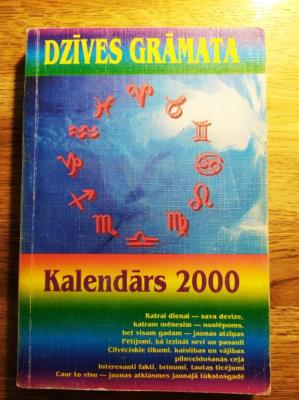 DZĪVES GRĀMATA
Kalendārs 2000
Katrai dienai — sava devīze,
katram mēnesim — noslēpums,
bet visam gadam — jaunas atziņas
Pētījumi, kā izzināt sevi un pasauli
Cilvēciskie tikumi, kaislības un vājības
pilnveidošanās ceļā
Interesanti fakti, brīnumi, tautas ticējumi
Caur to visu — jaunas atklāsmes jaunajā tūkstošgadē